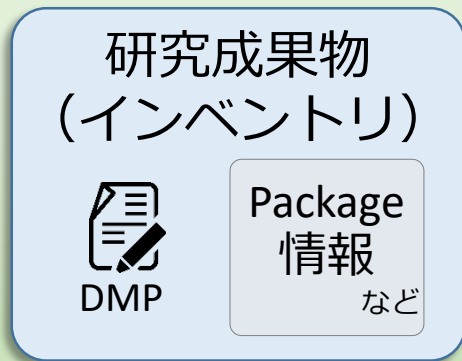 研究成果物
（インベントリ）
DMP
Package
情報
など